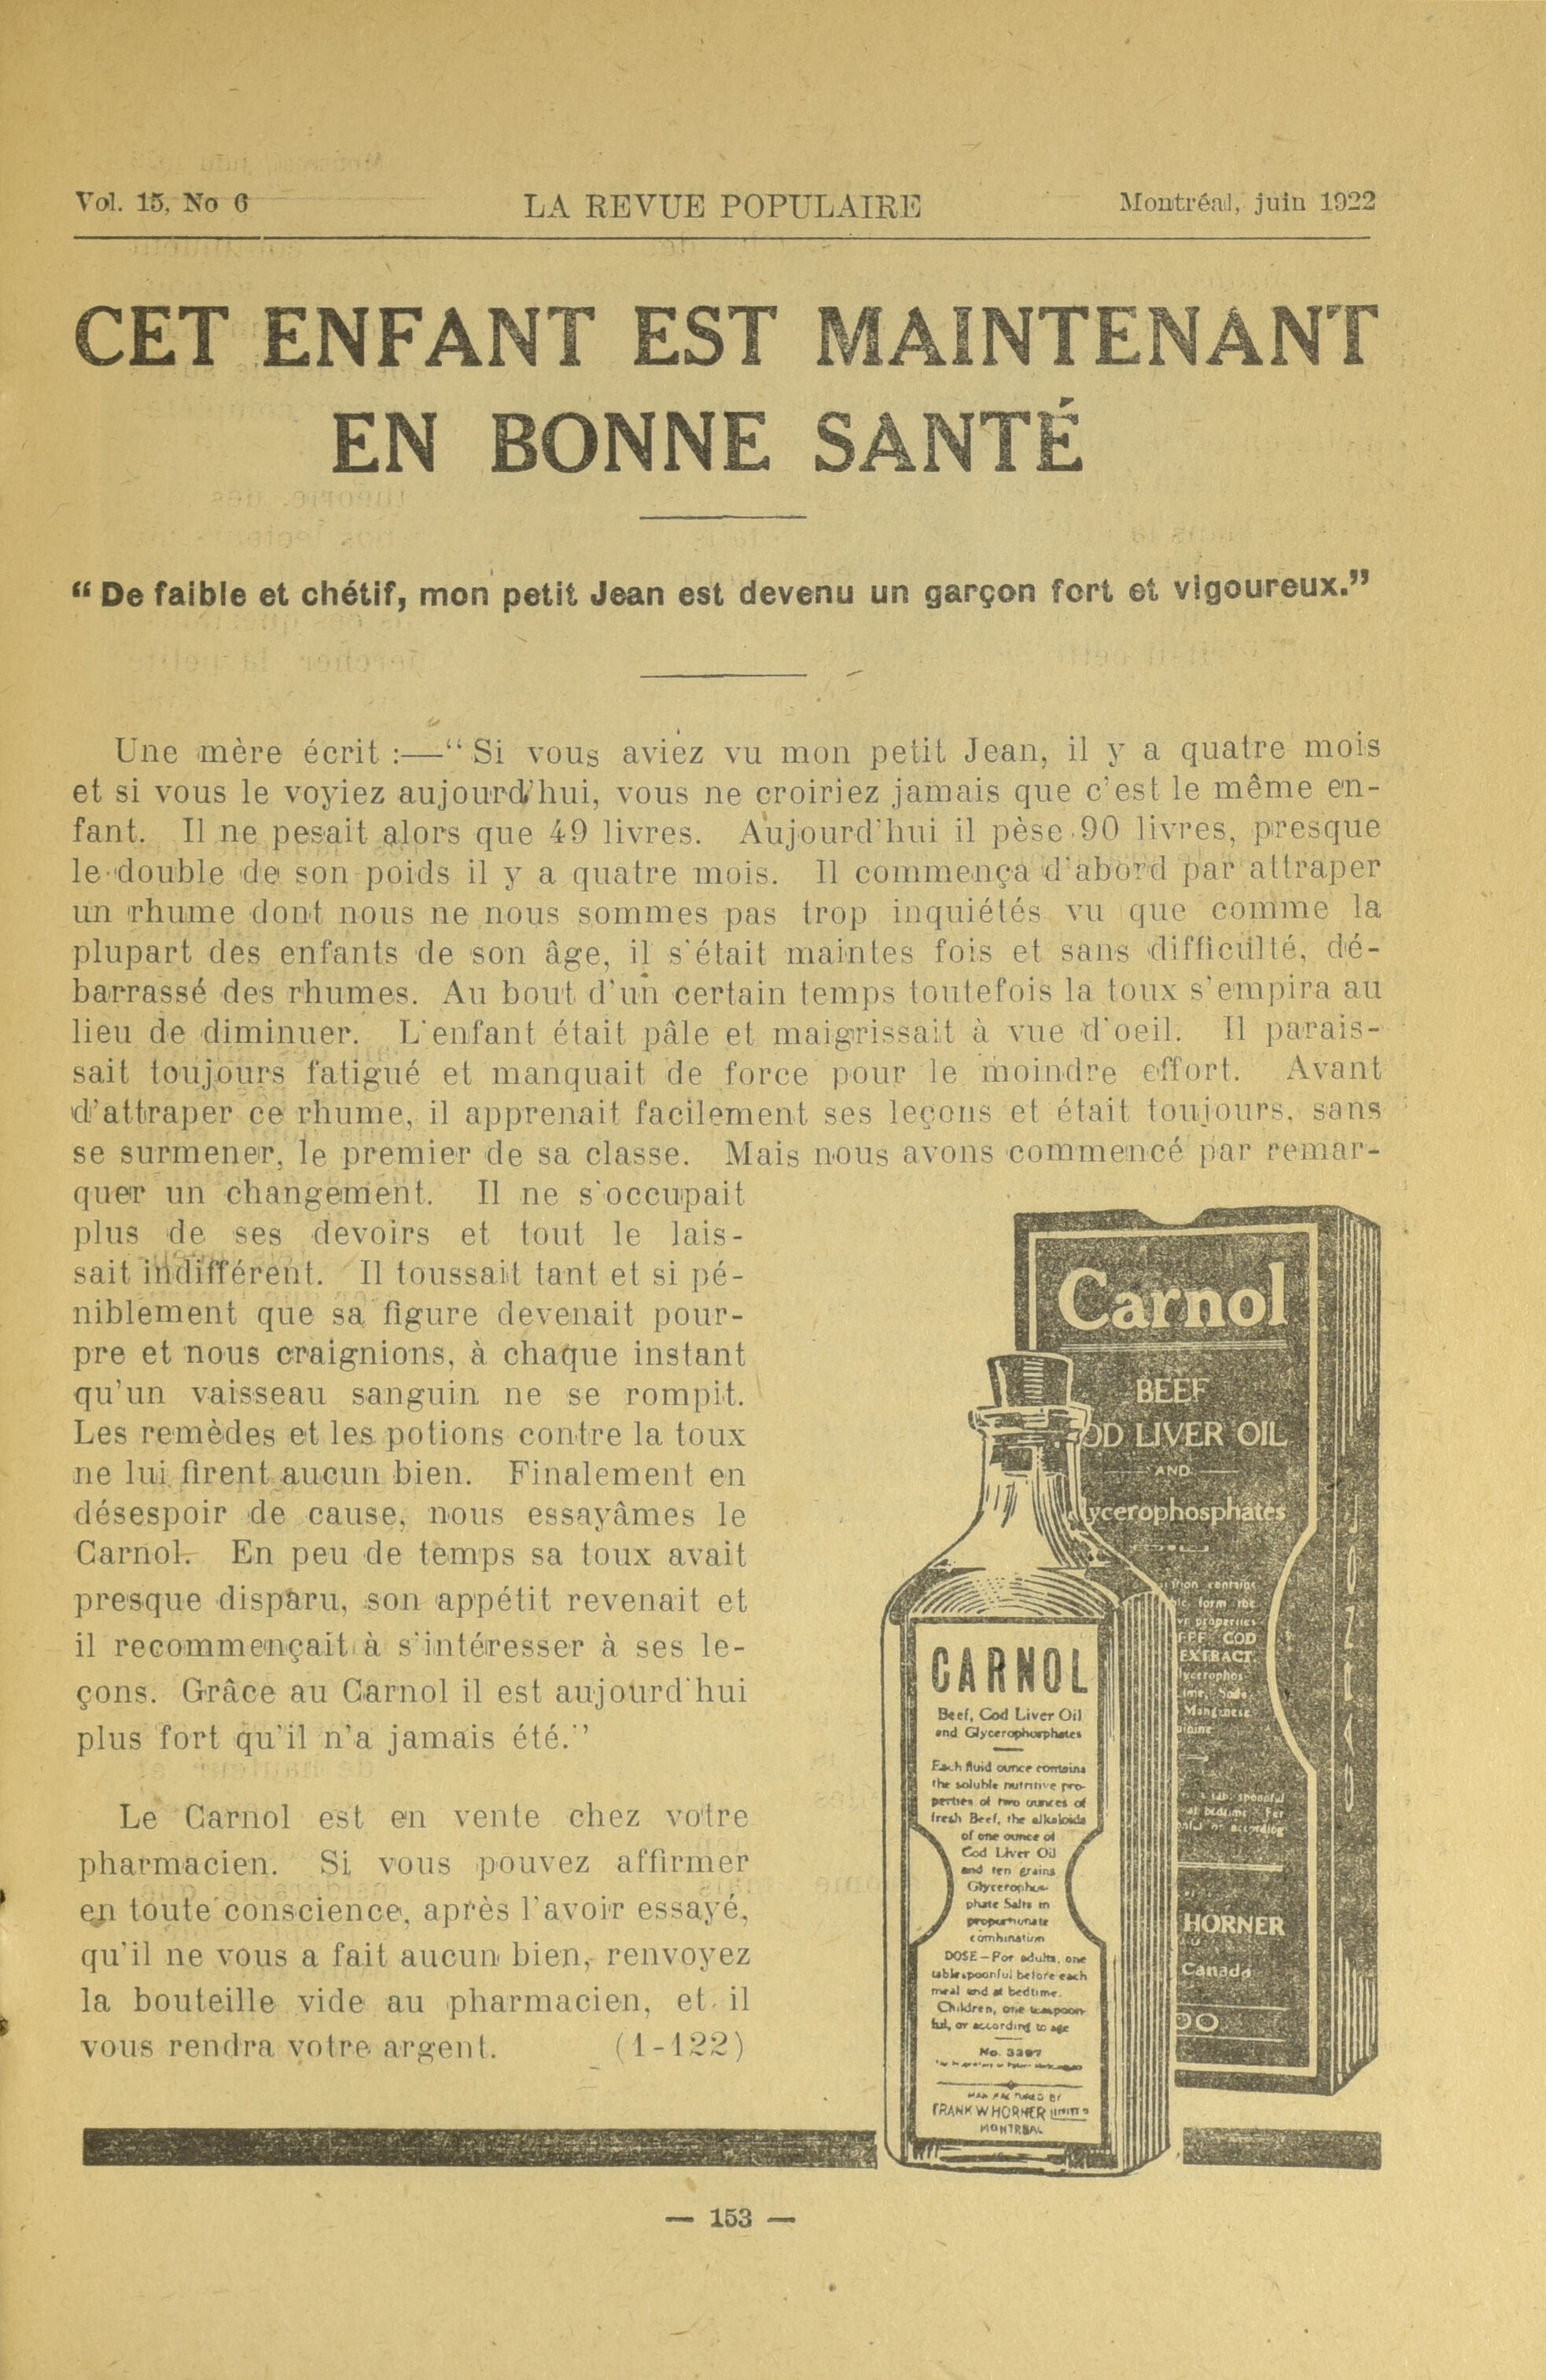 Vol. 15, No 6 LA REVUE POPULAIRE Montréal, juin 1922
CET ENFANT EST MAINTENANT
EN BONNE SANTÉ
“De faible et chétif, mon petit Jean est devenu un garçon fort et vigoureux.”
Une mère écrit :—“Si vous aviez vu mon petit Jean, il y a quatre mois
et si vous le voyiez aujourd'hui, vous ne croiriez jamais que c'est le même en-
fant. Il ne pesait alors que 49 livres. Aujourd'hui il pèse 90 livres, presque
le double de son poids il y a quatre mois. Il commença d'abord par attraper
un rhume dont nous ne nous sommes pas trop inquiétés vu que comme la
plupart des enfants de son âge, il s'était maintes fois et sans difficulté, dé-
barrassé des rhumes. Au bout d'un certain temps toutefois la toux s'empira au
lieu de diminuer. L'enfant était pâle et maigrissait à vue d'oeil. Il parais-
sait toujours fatigué et manquait de force pour le moindre effort. Avant
d'attraper ce rhume, il apprenait facilement ses leçons et était toujours, sans
se surmener, le premier de sa classe. Mais nous avons commencé par remar-
quer un changement. Il ne s'occupait
plus de ses devoirs et tout le lais-
sait indifférent. Il toussait tant et si pé-
niblement que sa figure devenait pour-
pre et nous craignions, à chaque instant
qu'un vaisseau sanguin ne se rompit.
Les remèdes et les potions contre la toux
ne lui firent aucun bien. Finalement en
désespoir de cause, nous essayâmes le
Carnol. En peu de temps sa toux avait
presque disparu, son appétit revenait et
il recommençait à s'intéresser à ses le-
çons. Grâce au Carnol il est aujourd'hui
plus fort qu'il n'a jamais été.”
Le Carnol est en vente chez votre
pharmacien. Si vous pouvez affirmer
en toute conscience, après l'avoir essayé,
qu'il ne vous a fait aucun bien, renvoyez
la bouteille vide au pharmacien, et il
vous rendra votre argent. (1-122)
Carnol
BEEF
OD LIVER OIL
AND
lycerophosphates
COD
EXTRACT
HORNER
Canada
CARNOL
Beef, Cod Liver Oil
and Glycerophosphates
Each fluid ounce contains
the soluble nutritive pro-
perties of two ounces of
fresh Beef, the alkaloids
of one ounce of
Cod Liver Oil
and ten grains
Glycerophos-
phate Salts in
proportionate
combination
DOSE—For adults, one
tablespoonful before each
meal and at bedtime.
Children, one teaspoon-
ful, or according to age
No. 3397
MANUFACTURED BY
FRANK W HORNER LIMITED
MONTREAL
— 153 —